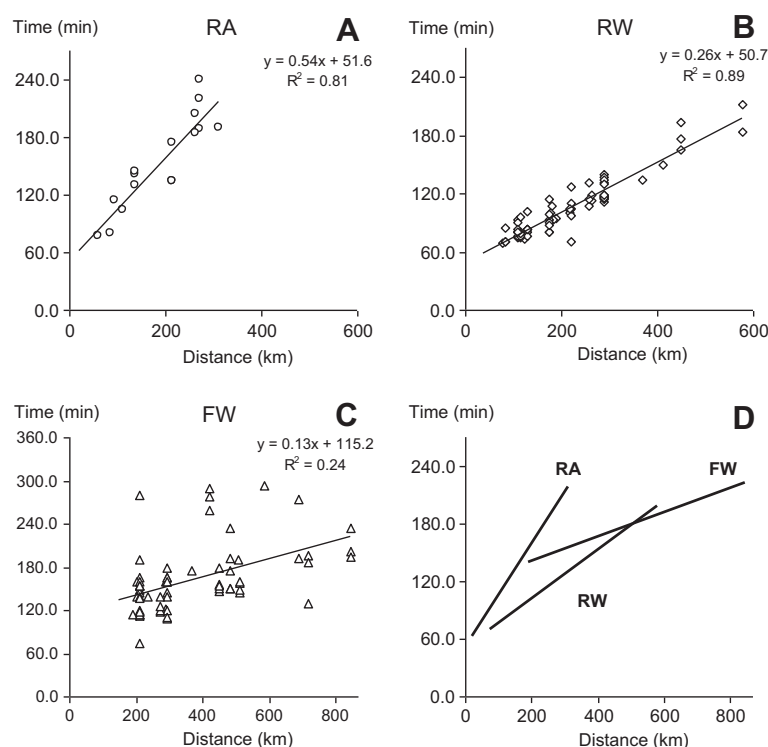 Time (min) RA A
y = 0.54x + 51.6
R² = 0.81
240.0
180.0
120.0
60.0
0.0
0 200 400 600
Distance (km)
Time (min) RW B
y = 0.26x + 50.7
R² = 0.89
240.0
180.0
120.0
60.0
0.0
0 200 400 600
Distance (km)
Time (min) FW C
y = 0.13x + 115.2
R² = 0.24
360.0
300.0
240.0
180.0
120.0
60.0
0.0
0 200 400 600 800
Distance (km)
Time (min) D
240.0
180.0
120.0
60.0
0.0
RA
FW
RW
0 200 400 600 800
Distance (km)